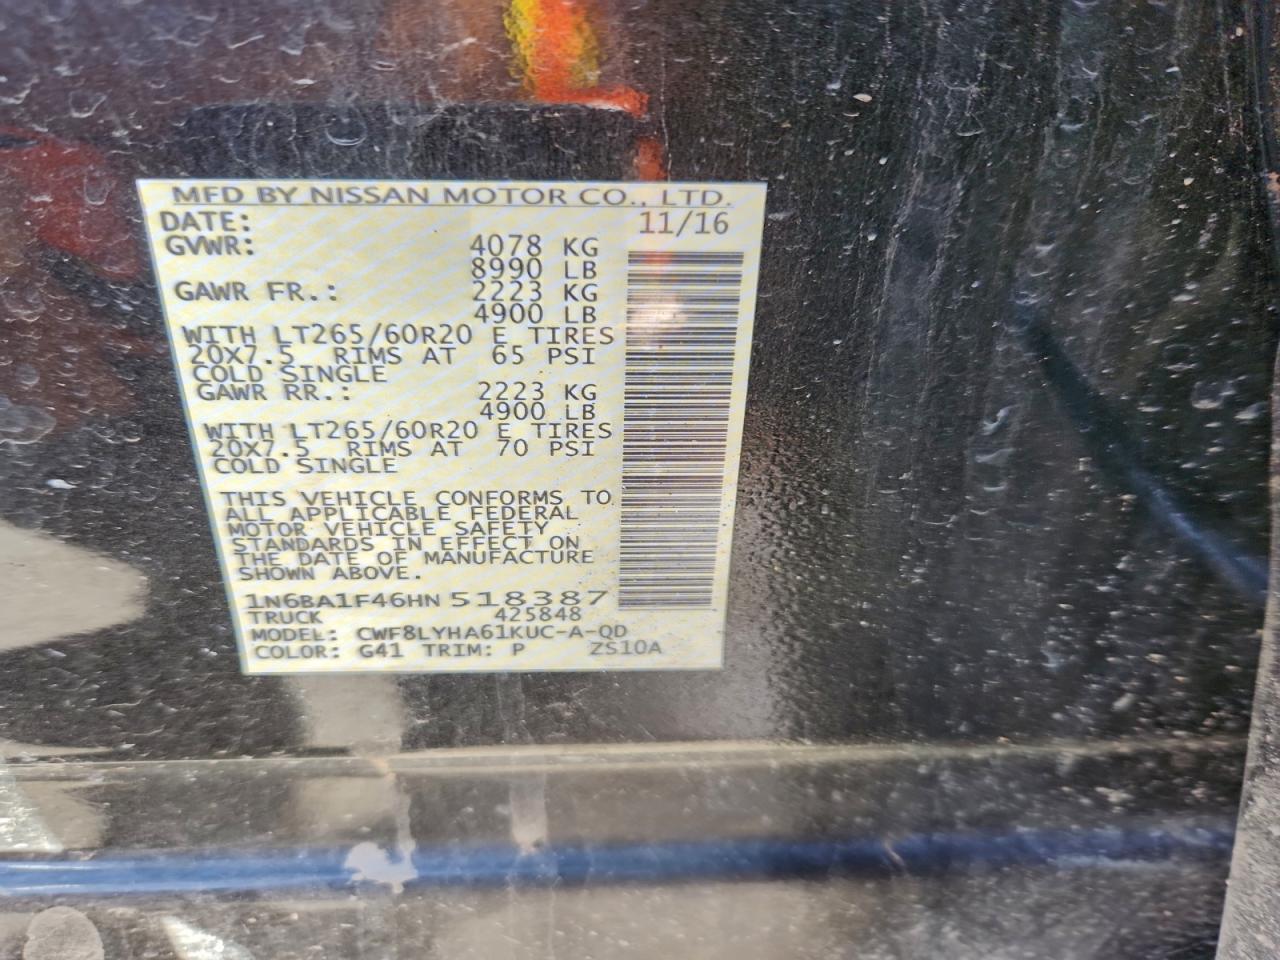 MFD BY NISSAN MOTOR CO., LTD.
DATE: 11/16
GVWR: 4078 KG
8990 LB
GAWR FR.: 2223 KG
4900 LB
WITH LT265/60R20 E TIRES
20X7.5 RIMS AT 65 PSI
COLD SINGLE
GAWR RR.: 2223 KG
4900 LB
WITH LT265/60R20 E TIRES
20X7.5 RIMS AT 70 PSI
COLD SINGLE
THIS VEHICLE CONFORMS TO
ALL APPLICABLE FEDERAL
MOTOR VEHICLE SAFETY
STANDARDS IN EFFECT ON
THE DATE OF MANUFACTURE
SHOWN ABOVE.
1N6BA1F46HN518387
TRUCK 425848
MODEL: CWF8LYHA61KUC-A-QD
COLOR: G41 TRIM: P ZS10A